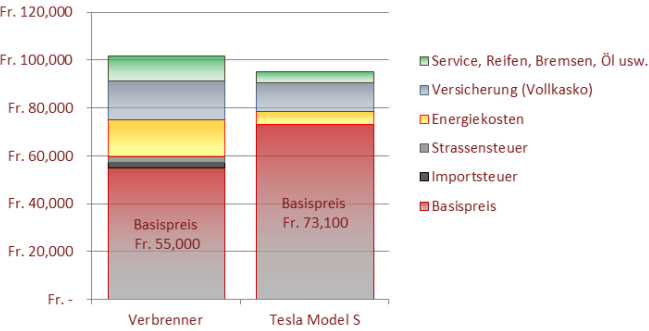 Fr. 120,000
Fr. 100,000
Fr. 80,000
Fr. 60,000
Fr. 40,000
Fr. 20,000
Fr. -
Basispreis
Fr. 55,000
Basispreis
Fr. 73,100
Verbrenner
Tesla Model S
Service, Reifen, Bremsen, Öl usw.
Versicherung (Vollkasko)
Energiekosten
Strassensteuer
Importsteuer
Basispreis